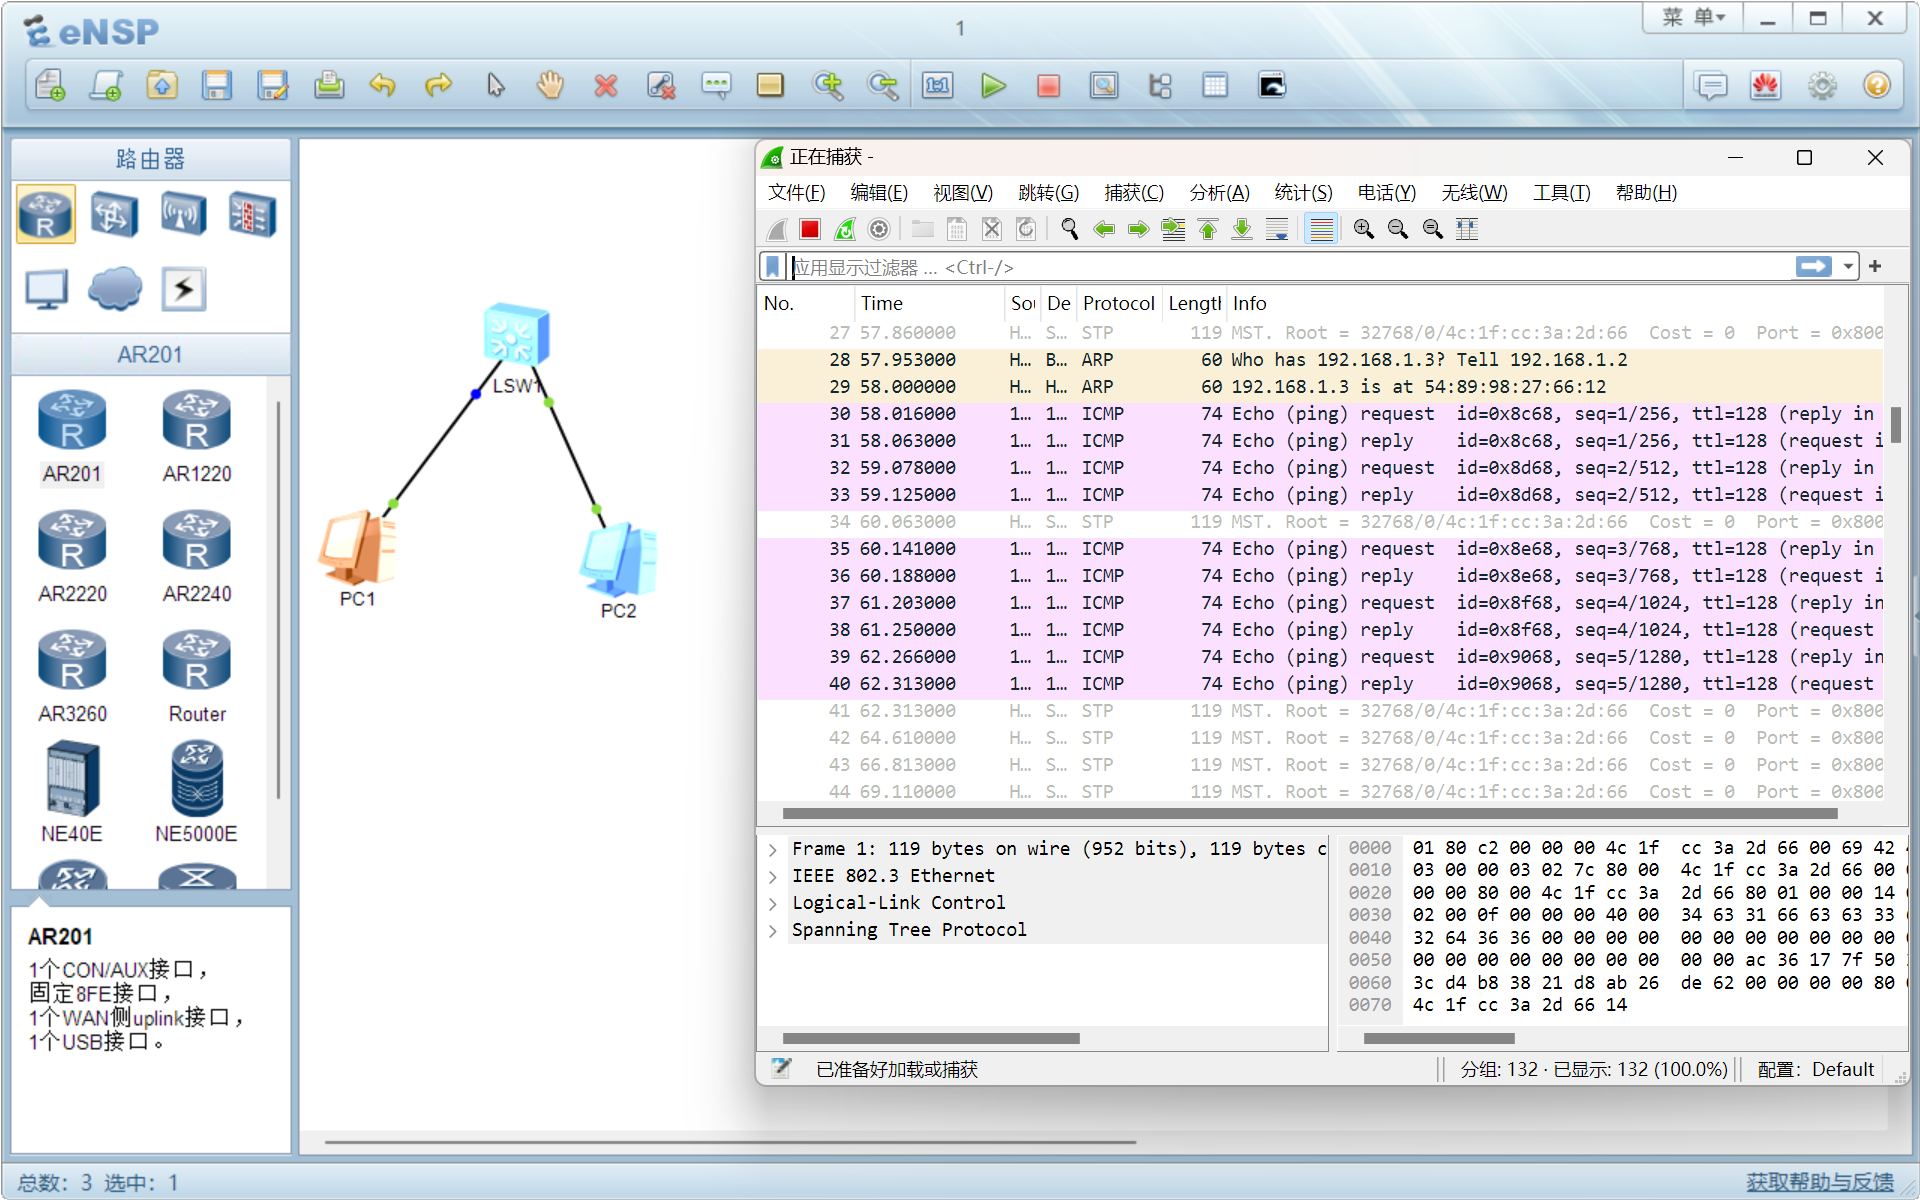 eNSP
1
菜 单
1:1
路由器
R
AR201
R
AR201
R
AR1220
R
AR2220
R
AR2240
R
AR3260
R
Router
NE40E
NE5000E
AR201
1个CON/AUX接口，
固定8FE接口，
1个WAN侧uplink接口，
1个USB接口。
LSW1
PC1
PC2
正在捕获 -
文件(F) 编辑(E) 视图(V) 跳转(G) 捕获(C) 分析(A) 统计(S) 电话(Y) 无线(W) 工具(T) 帮助(H)
应用显示过滤器 … <Ctrl-/>
No. Time Sou De Protocol Length Info
27 57.860000 H… S… STP 119 MST. Root = 32768/0/4c:1f:cc:3a:2d:66 Cost = 0 Port = 0x800
28 57.953000 H… B… ARP 60 Who has 192.168.1.3? Tell 192.168.1.2
29 58.000000 H… H… ARP 60 192.168.1.3 is at 54:89:98:27:66:12
30 58.016000 1… 1… ICMP 74 Echo (ping) request id=0x8c68, seq=1/256, ttl=128 (reply in
31 58.063000 1… 1… ICMP 74 Echo (ping) reply id=0x8c68, seq=1/256, ttl=128 (request i
32 59.078000 1… 1… ICMP 74 Echo (ping) request id=0x8d68, seq=2/512, ttl=128 (reply in
33 59.125000 1… 1… ICMP 74 Echo (ping) reply id=0x8d68, seq=2/512, ttl=128 (request i
34 60.063000 H… S… STP 119 MST. Root = 32768/0/4c:1f:cc:3a:2d:66 Cost = 0 Port = 0x800
35 60.141000 1… 1… ICMP 74 Echo (ping) request id=0x8e68, seq=3/768, ttl=128 (reply in
36 60.188000 1… 1… ICMP 74 Echo (ping) reply id=0x8e68, seq=3/768, ttl=128 (request i
37 61.203000 1… 1… ICMP 74 Echo (ping) request id=0x8f68, seq=4/1024, ttl=128 (reply in
38 61.250000 1… 1… ICMP 74 Echo (ping) reply id=0x8f68, seq=4/1024, ttl=128 (request
39 62.266000 1… 1… ICMP 74 Echo (ping) request id=0x9068, seq=5/1280, ttl=128 (reply in
40 62.313000 1… 1… ICMP 74 Echo (ping) reply id=0x9068, seq=5/1280, ttl=128 (request
41 62.313000 H… S… STP 119 MST. Root = 32768/0/4c:1f:cc:3a:2d:66 Cost = 0 Port = 0x800
42 64.610000 H… S… STP 119 MST. Root = 32768/0/4c:1f:cc:3a:2d:66 Cost = 0 Port = 0x800
43 66.813000 H… S… STP 119 MST. Root = 32768/0/4c:1f:cc:3a:2d:66 Cost = 0 Port = 0x800
44 69.110000 H… S… STP 119 MST. Root = 32768/0/4c:1f:cc:3a:2d:66 Cost = 0 Port = 0x800
Frame 1: 119 bytes on wire (952 bits), 119 bytes c
IEEE 802.3 Ethernet
Logical-Link Control
Spanning Tree Protocol
0000 01 80 c2 00 00 00 4c 1f cc 3a 2d 66 00 69 42
0010 03 00 00 03 02 7c 80 00 4c 1f cc 3a 2d 66 00
0020 00 00 80 00 4c 1f cc 3a 2d 66 80 01 00 00 14
0030 02 00 0f 00 00 00 40 00 34 63 31 66 63 63 33
0040 32 64 36 36 00 00 00 00 00 00 00 00 00 00 00
0050 00 00 00 00 00 00 00 00 00 00 ac 36 17 7f 50
0060 3c d4 b8 38 21 d8 ab 26 de 62 00 00 00 00 80
0070 4c 1f cc 3a 2d 66 14
已准备好加载或捕获
分组: 132 · 已显示: 132 (100.0%)
配置: Default
总数: 3 选中: 1
获取帮助与反馈